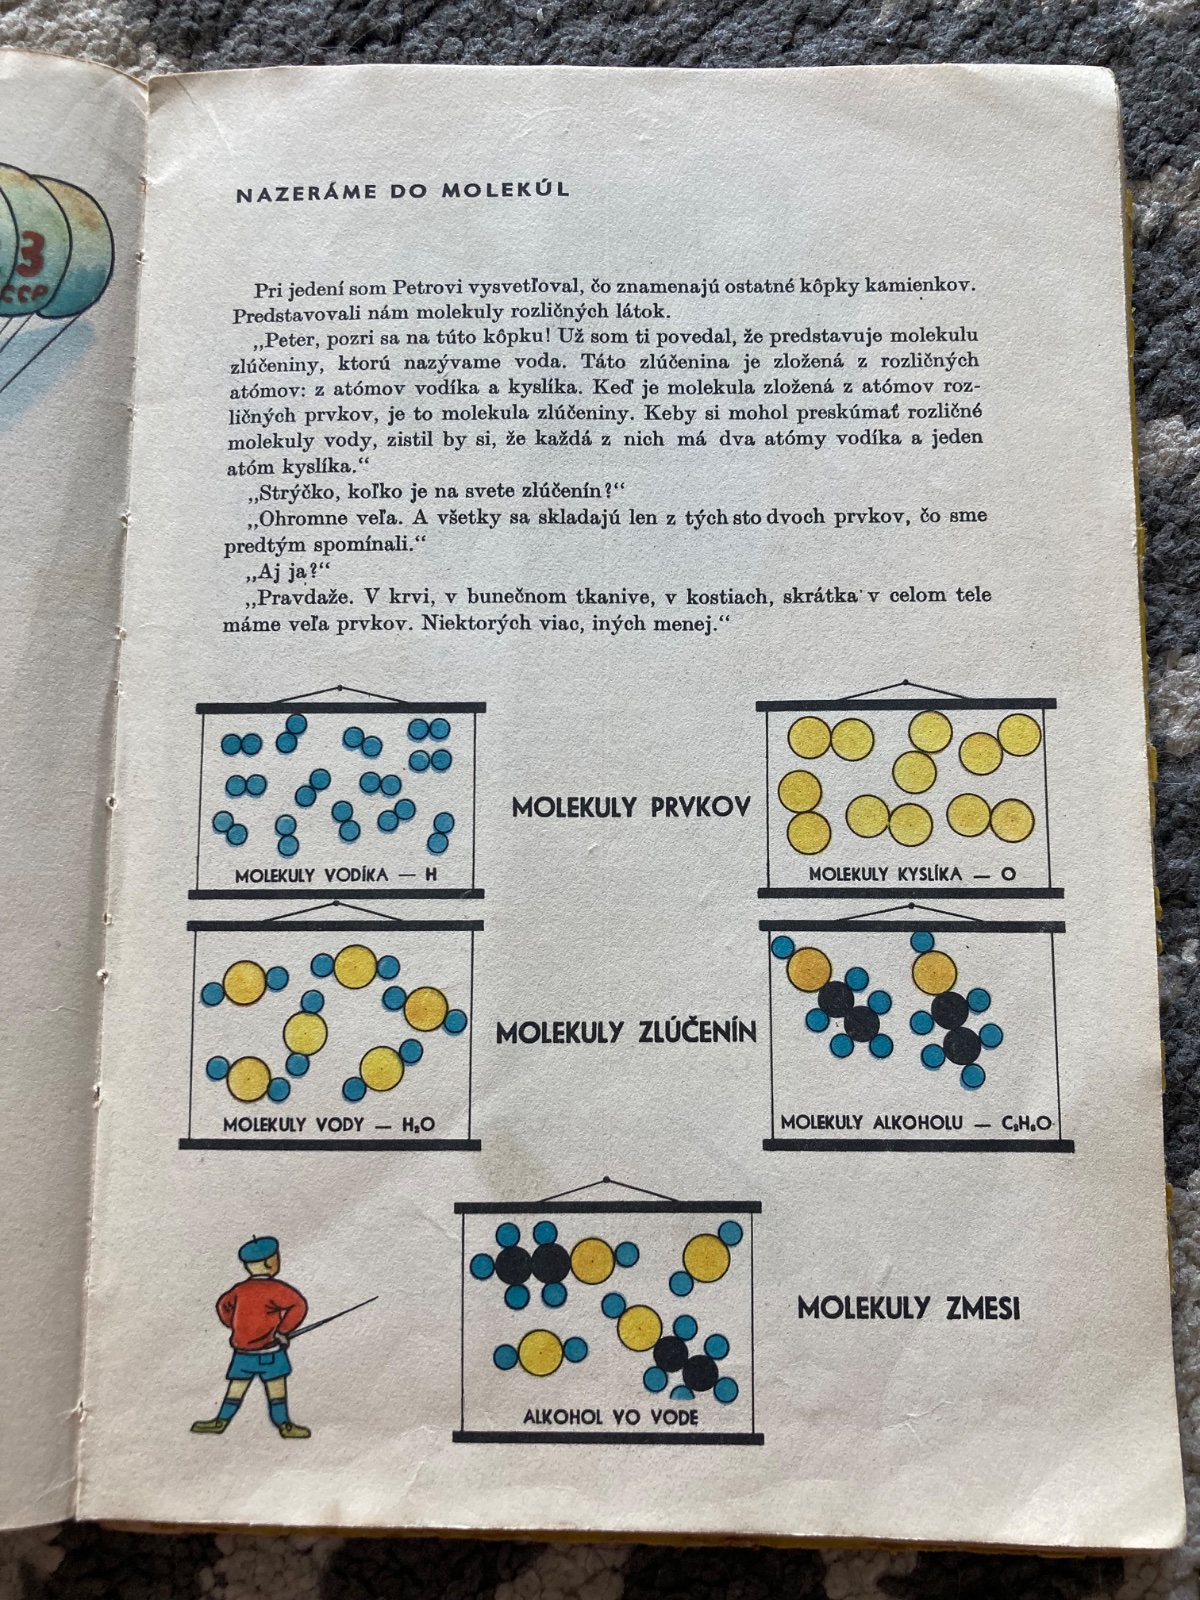 3
CCCP
NAZERÁME DO MOLEKÚL
Pri jedení som Petrovi vysvetľoval, čo znamenajú ostatné kôpky kamienkov.
Predstavovali nám molekuly rozličných látok.
„Peter, pozri sa na túto kôpku! Už som ti povedal, že predstavuje molekulu
zlúčeniny, ktorú nazývame voda. Táto zlúčenina je zložená z rozličných
atómov: z atómov vodíka a kyslíka. Keď je molekula zložená z atómov roz-
ličných prvkov, je to molekula zlúčeniny. Keby si mohol preskúmať rozličné
molekuly vody, zistil by si, že každá z nich má dva atómy vodíka a jeden
atóm kyslíka.“
„Strýčko, koľko je na svete zlúčenín?“
„Ohromne veľa. A všetky sa skladajú len z tých sto dvoch prvkov, čo sme
predtým spomínali.“
„Aj ja?“
„Pravdaže. V krvi, v bunečnom tkanive, v kostiach, skrátka v celom tele
máme veľa prvkov. Niektorých viac, iných menej.“
MOLEKULY PRVKOV
MOLEKULY VODÍKA — H
MOLEKULY KYSLÍKA — O
MOLEKULY ZLÚČENÍN
MOLEKULY VODY — H₂O
MOLEKULY ALKOHOLU — C₂H₆O
MOLEKULY ZMESI
ALKOHOL VO VODE